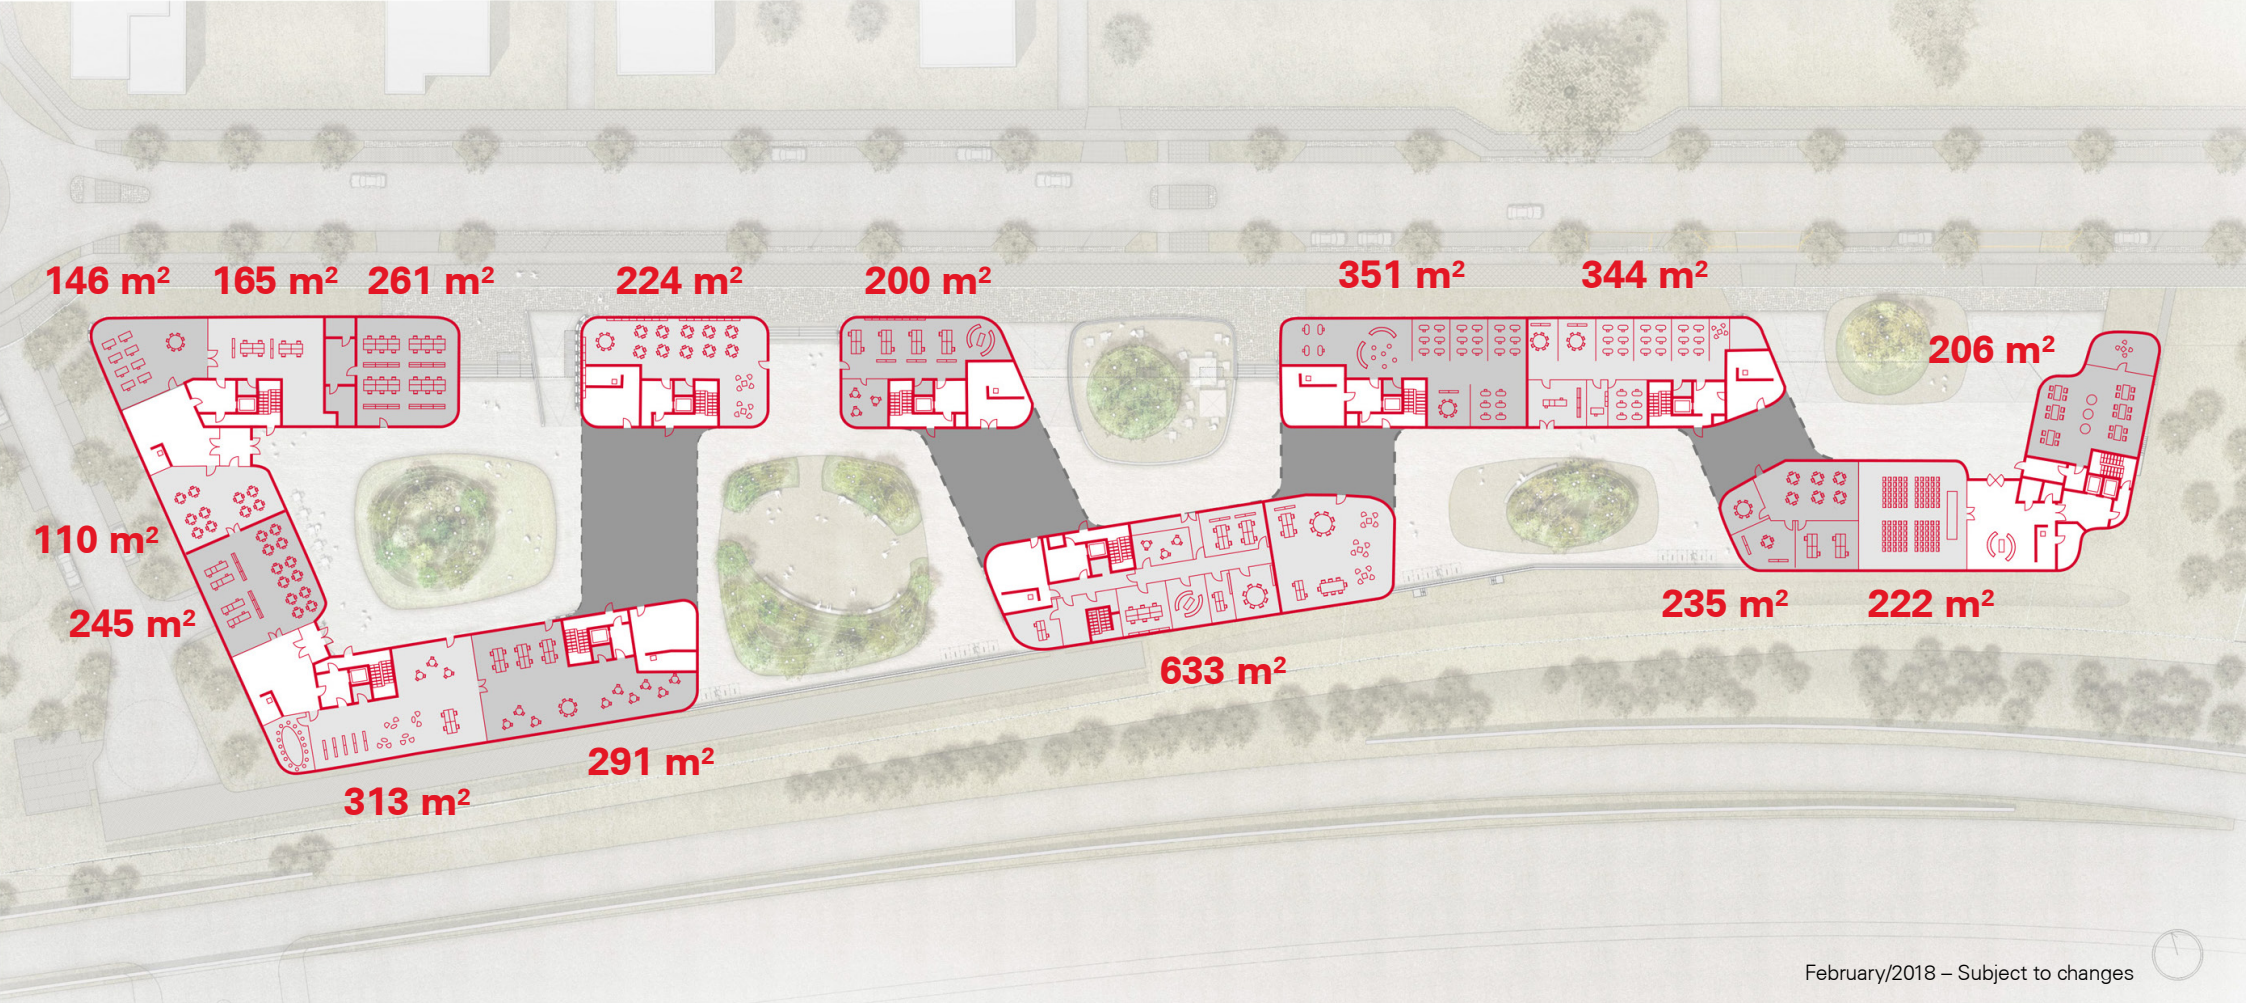 146 m²
165 m²
261 m²
224 m²
200 m²
351 m²
344 m²
206 m²
110 m²
245 m²
235 m²
222 m²
633 m²
291 m²
313 m²
February/2018 – Subject to changes